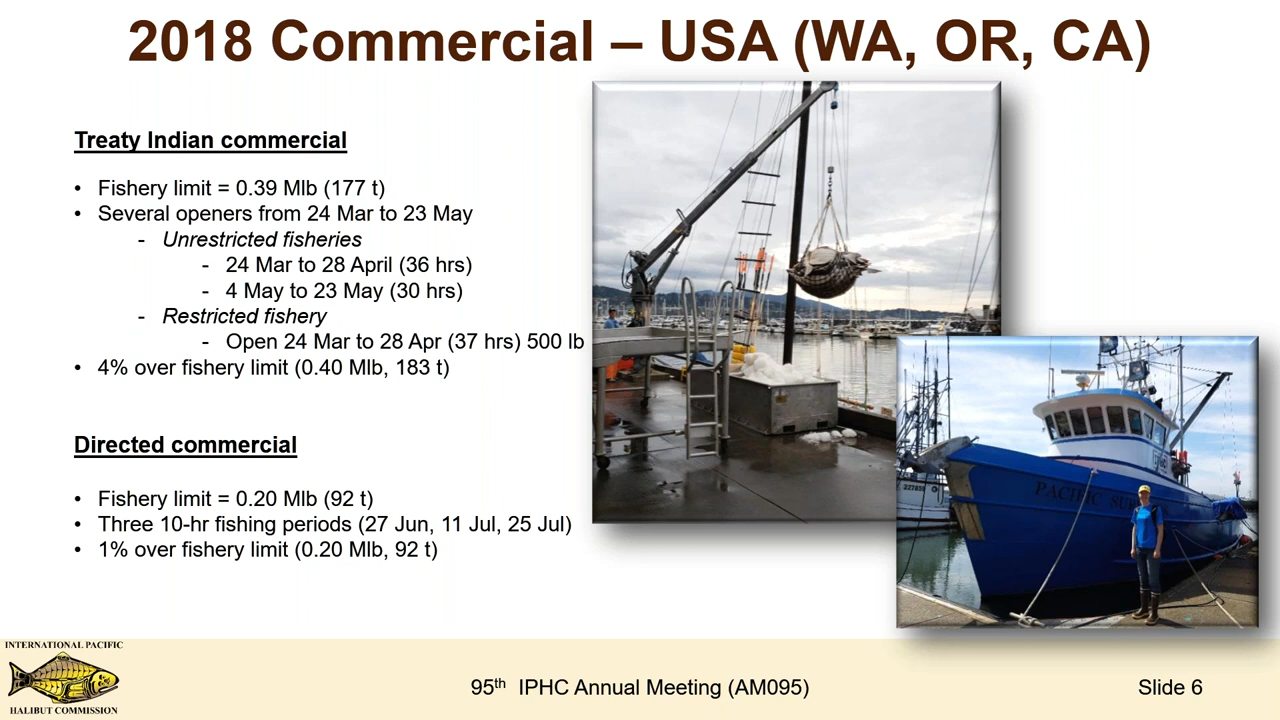 2018 Commercial – USA (WA, OR, CA)
Treaty Indian commercial
• Fishery limit = 0.39 Mlb (177 t)
• Several openers from 24 Mar to 23 May
- Unrestricted fisheries
- 24 Mar to 28 April (36 hrs)
- 4 May to 23 May (30 hrs)
- Restricted fishery
- Open 24 Mar to 28 Apr (37 hrs) 500 lb
• 4% over fishery limit (0.40 Mlb, 183 t)
Directed commercial
• Fishery limit = 0.20 Mlb (92 t)
• Three 10-hr fishing periods (27 Jun, 11 Jul, 25 Jul)
• 1% over fishery limit (0.20 Mlb, 92 t)
PACIFIC
INTERNATIONAL PACIFIC
HALIBUT COMMISSION
95th IPHC Annual Meeting (AM095)
Slide 6